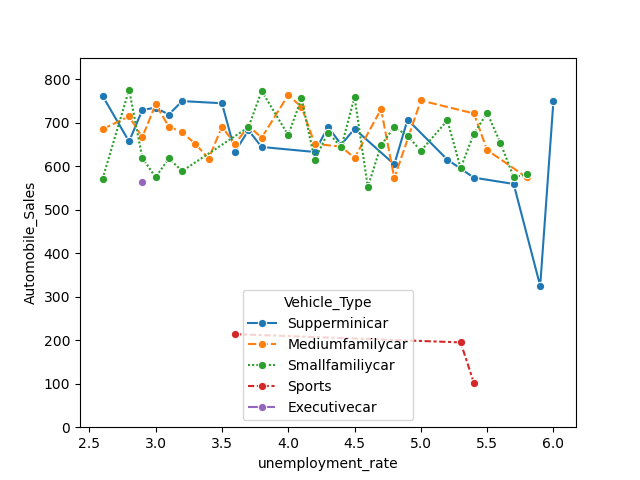 800
700
600
500
400
300
200
100
0
Automobile_Sales
Vehicle_Type
Supperminicar
Mediumfamilycar
Smallfamiliycar
Sports
Executivecar
2.5 3.0 3.5 4.0 4.5 5.0 5.5 6.0
unemployment_rate